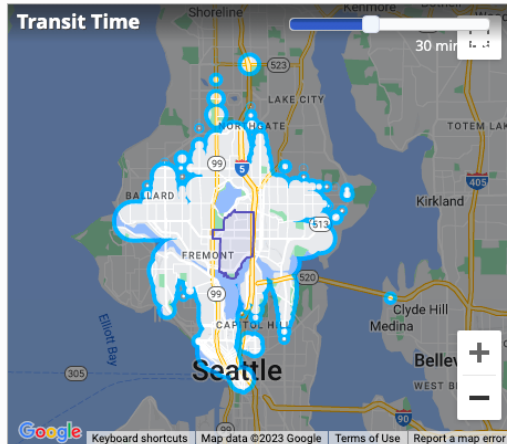 Transit Time
Shoreline
Kenmore
30 min
523
LAKE CITY
NORTHGATE
TOTEM LAK
99
5
405
BALLARD
Kirkland
513
FREMONT
520
99
Clyde Hill
Medina
CAPITOL HILL
Elliott Bay
Seattle
Bellev
305
WEST BE
90
Google
Keyboard shortcuts
Map data ©2023 Google
Terms of Use
Report a map error